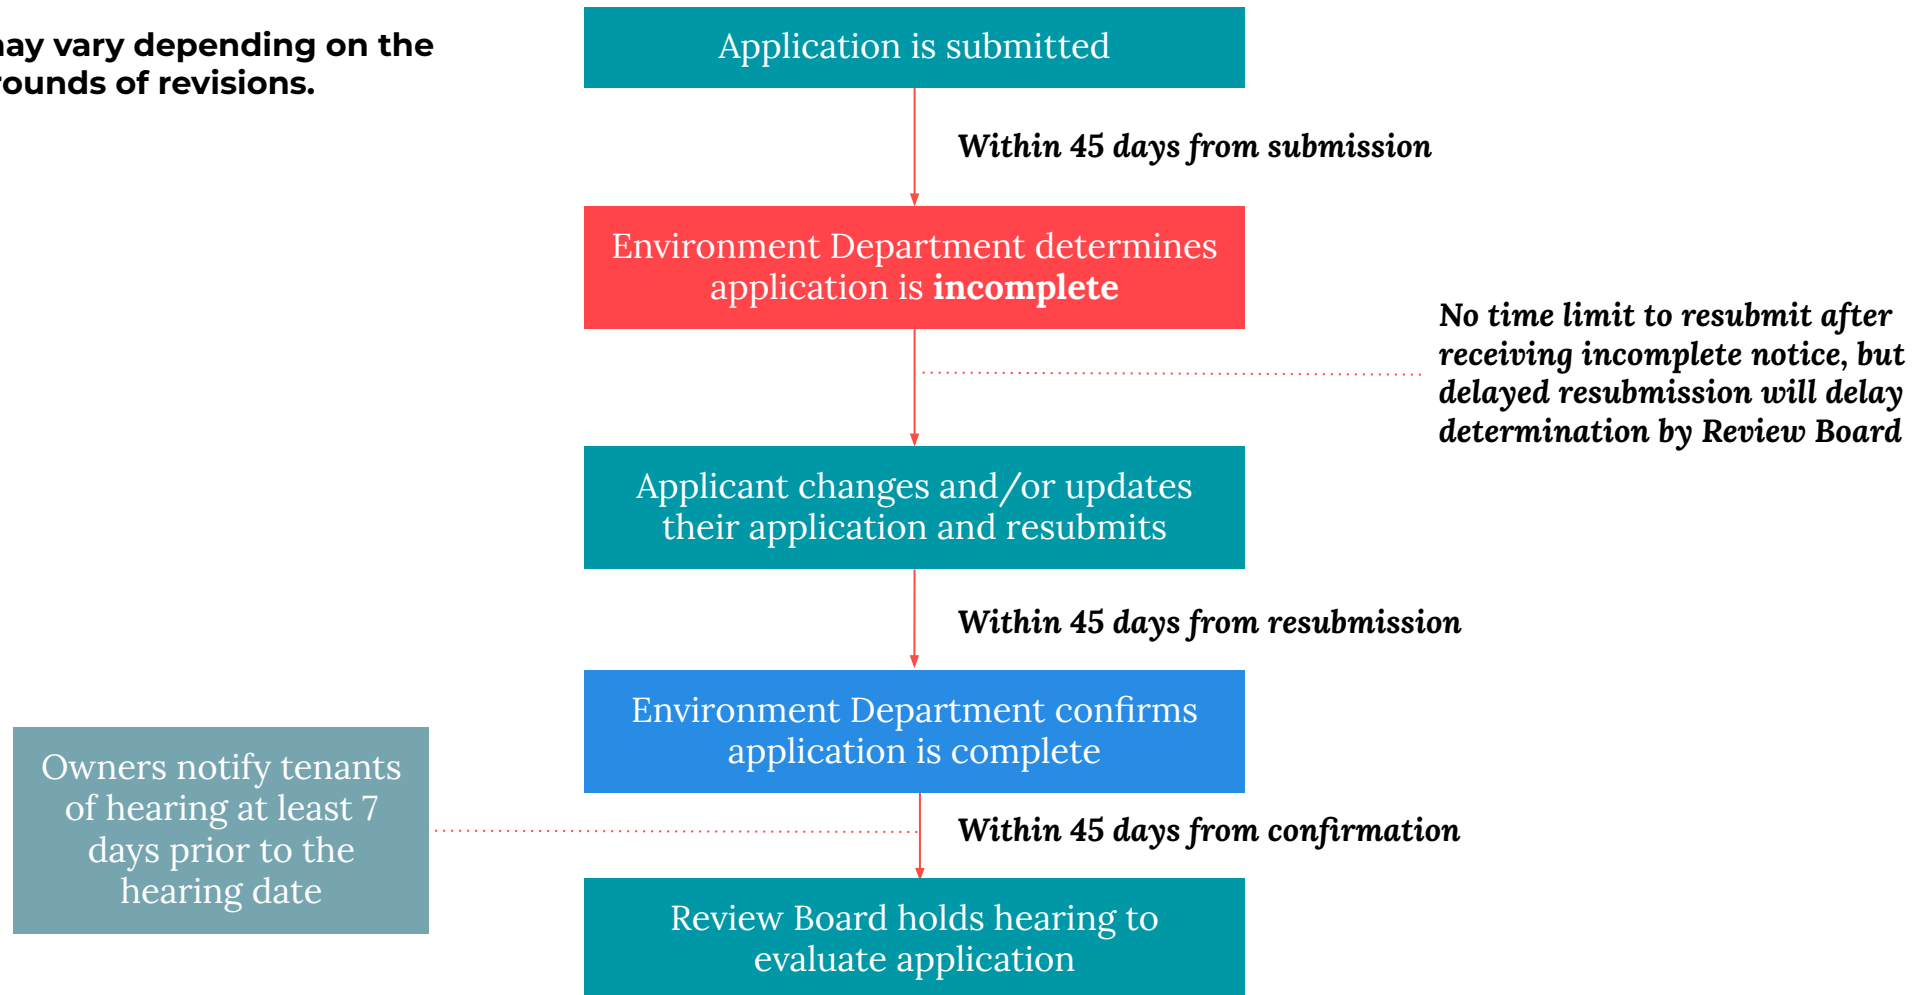 may vary depending on the
rounds of revisions.
Application is submitted
Within 45 days from submission
Environment Department determines
application is incomplete
No time limit to resubmit after
receiving incomplete notice, but
delayed resubmission will delay
determination by Review Board
Applicant changes and/or updates
their application and resubmits
Within 45 days from resubmission
Environment Department confirms
application is complete
Owners notify tenants
of hearing at least 7
days prior to the
hearing date
Within 45 days from confirmation
Review Board holds hearing to
evaluate application